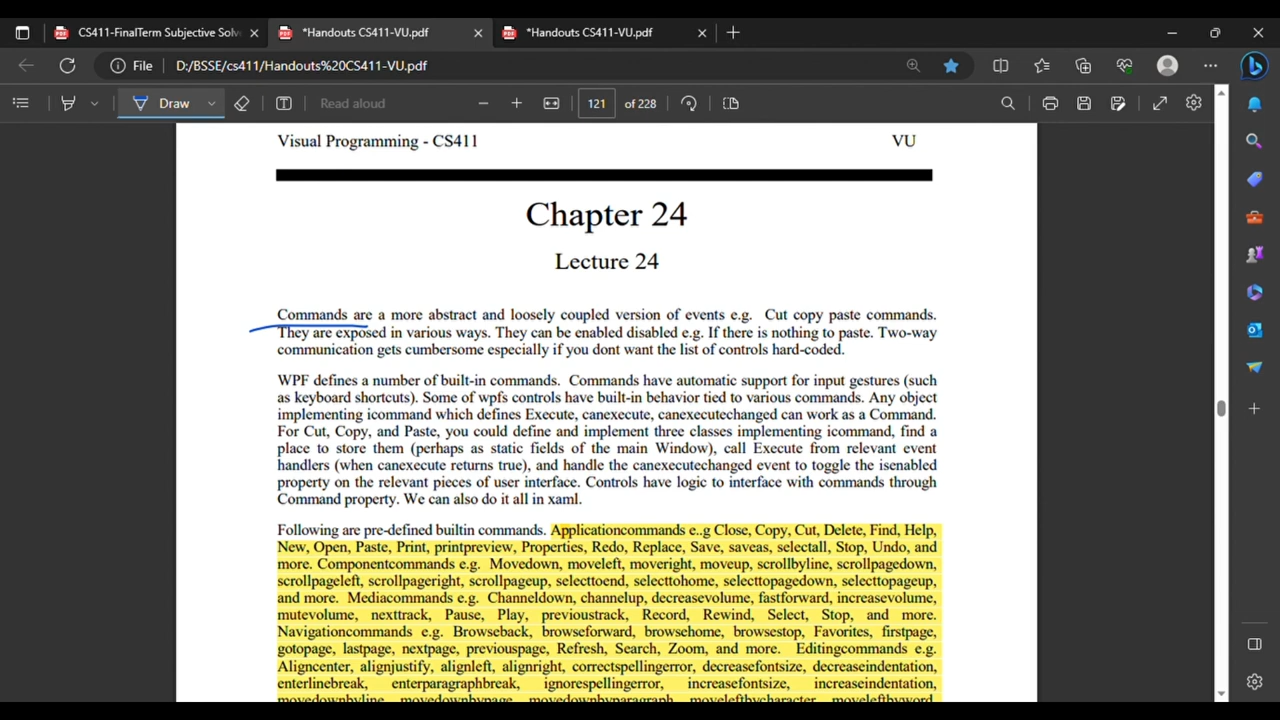 CS411-FinalTerm Subjective Solv
*Handouts CS411-VU.pdf
*Handouts CS411-VU.pdf
File
D:/BSSE/cs411/Handouts%20CS411-VU.pdf
Draw
Read aloud
121 of 228
Visual Programming - CS411 VU
Chapter 24
Lecture 24
Commands are a more abstract and loosely coupled version of events e.g. Cut copy paste commands.
They are exposed in various ways. They can be enabled disabled e.g. If there is nothing to paste. Two-way
communication gets cumbersome especially if you dont want the list of controls hard-coded.
WPF defines a number of built-in commands. Commands have automatic support for input gestures (such
as keyboard shortcuts). Some of wpfs controls have built-in behavior tied to various commands. Any object
implementing icommand which defines Execute, canexecute, canexecutechanged can work as a Command.
For Cut, Copy, and Paste, you could define and implement three classes implementing icommand, find a
place to store them (perhaps as static fields of the main Window), call Execute from relevant event
handlers (when canexecute returns true), and handle the canexecutechanged event to toggle the isenabled
property on the relevant pieces of user interface. Controls have logic to interface with commands through
Command property. We can also do it all in xaml.
Following are pre-defined builtin commands. Applicationcommands e..g Close, Copy, Cut, Delete, Find, Help,
New, Open, Paste, Print, printpreview, Properties, Redo, Replace, Save, saveas, selectall, Stop, Undo, and
more. Componentcommands e.g. Movedown, moveleft, moveright, moveup, scrollbyline, scrollpagedown,
scrollpageleft, scrollpageright, scrollpageup, selecttoend, selecttohome, selecttopagedown, selecttopageup,
and more. Mediacommands e.g. Channeldown, channelup, decreasevolume, fastforward, increasevolume,
mutevolume, nexttrack, Pause, Play, previoustrack, Record, Rewind, Select, Stop, and more.
Navigationcommands e.g. Browseback, browseforward, browsehome, browsestop, Favorites, firstpage,
gotopage, lastpage, nextpage, previouspage, Refresh, Search, Zoom, and more. Editingcommands e.g.
Aligncenter, alignjustify, alignleft, alignright, correctspellingerror, decreasefontsize, decreaseindentation,
enterlinebreak, enterparagraphbreak, ignorespellingerror, increasefontsize, increaseindentation,
movedownbyline, movedownbypage, movedownbyparagraph, moveleftbycharacter, moveleftbyword,